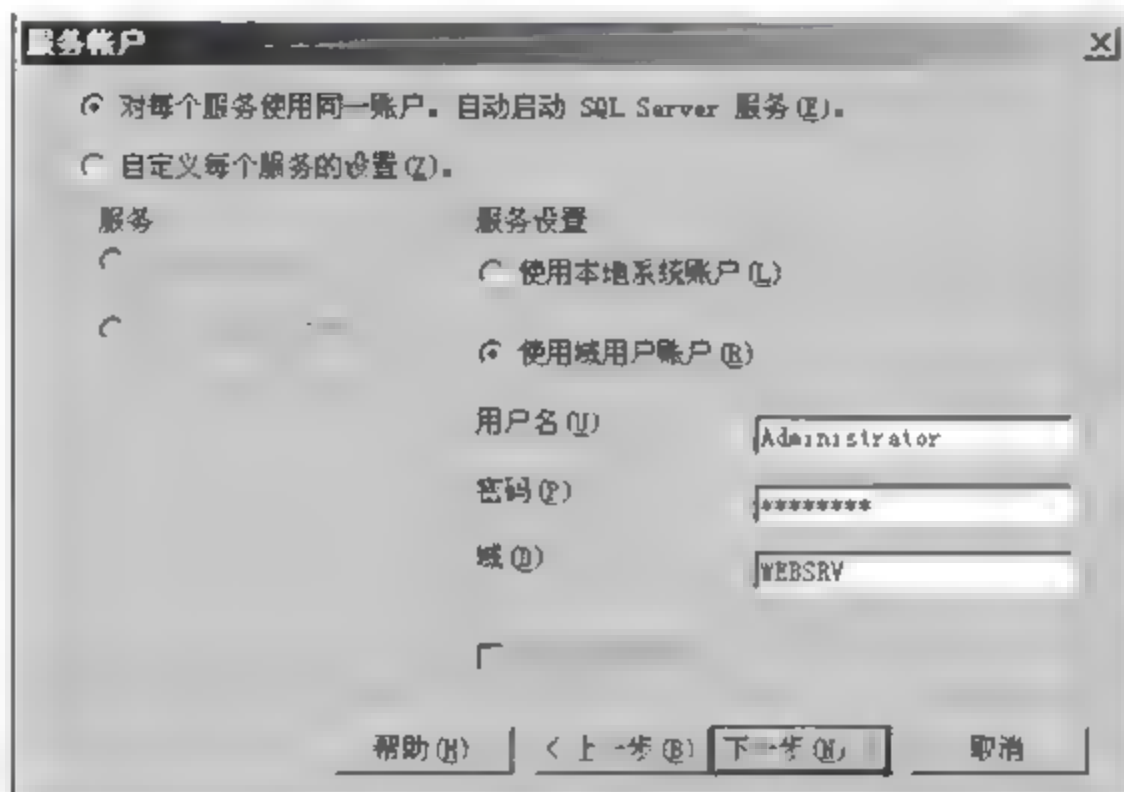 服务帐户
对每个服务使用同一账户。自动启动 SQL Server 服务(E)。
自定义每个服务的设置(Z)。
服务
服务设置
使用本地系统账户(L)
使用域用户账户(R)
用户名(U)
Administrator
密码(P)
********
域(D)
WEBSRV
帮助(H)
< 上一步(B)
下一步(N)
取消